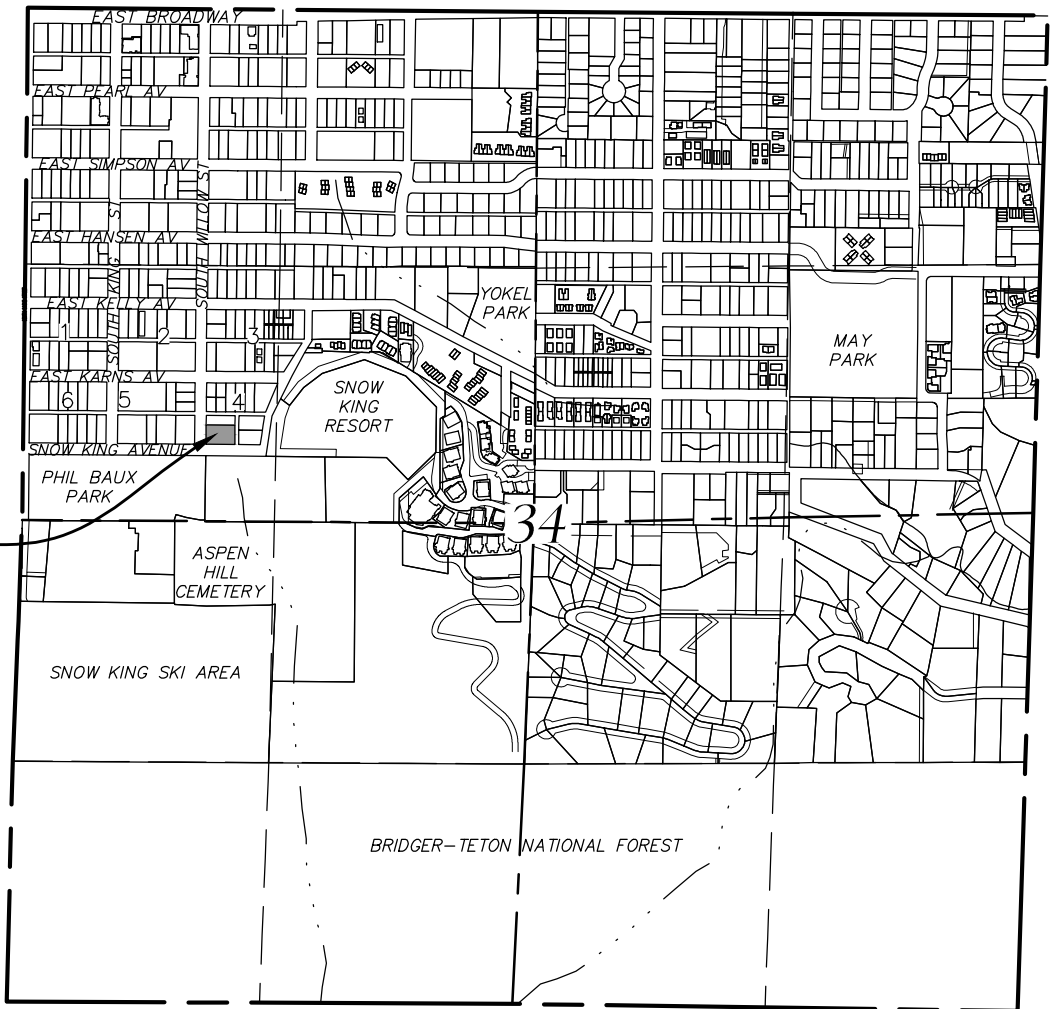 EAST BROADWAY
EAST PEARL AV
EAST SIMPSON AV
EAST HANSEN AV
EAST KELLY AV
EAST KARNS AV
SNOW KING AVENUE
SOUTH KING S
SOUTH WILLOW S
1
2
3
6
5
4
YOKEL
PARK
MAY
PARK
SNOW
KING
RESORT
PHIL BAUX
PARK
34
ASPEN
HILL
CEMETERY
SNOW KING SKI AREA
BRIDGER-TETON NATIONAL FOREST